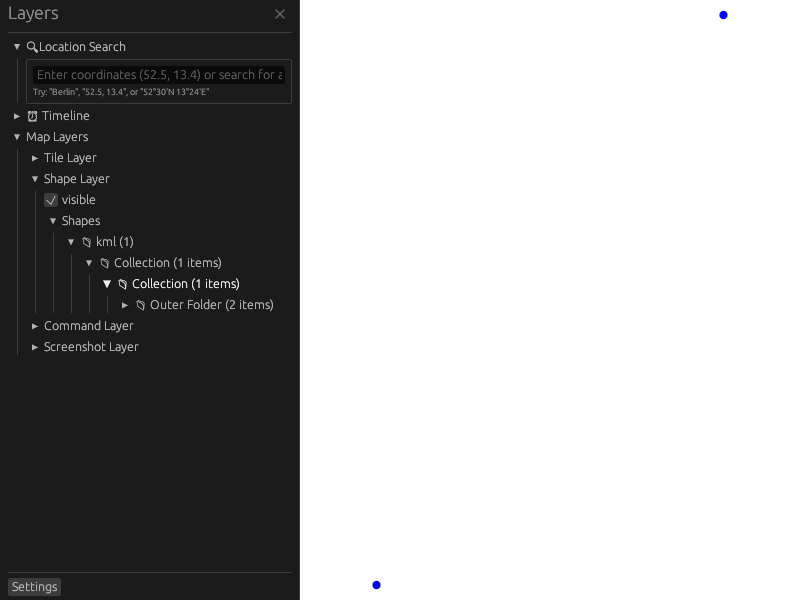 Layers
Location Search
Enter coordinates (52.5, 13.4) or search for a
Try: "Berlin", "52.5, 13.4", or "52°30'N 13°24'E"
Timeline
Map Layers
Tile Layer
Shape Layer
visible
Shapes
kml (1)
Collection (1 items)
Collection (1 items)
Outer Folder (2 items)
Command Layer
Screenshot Layer
Settings